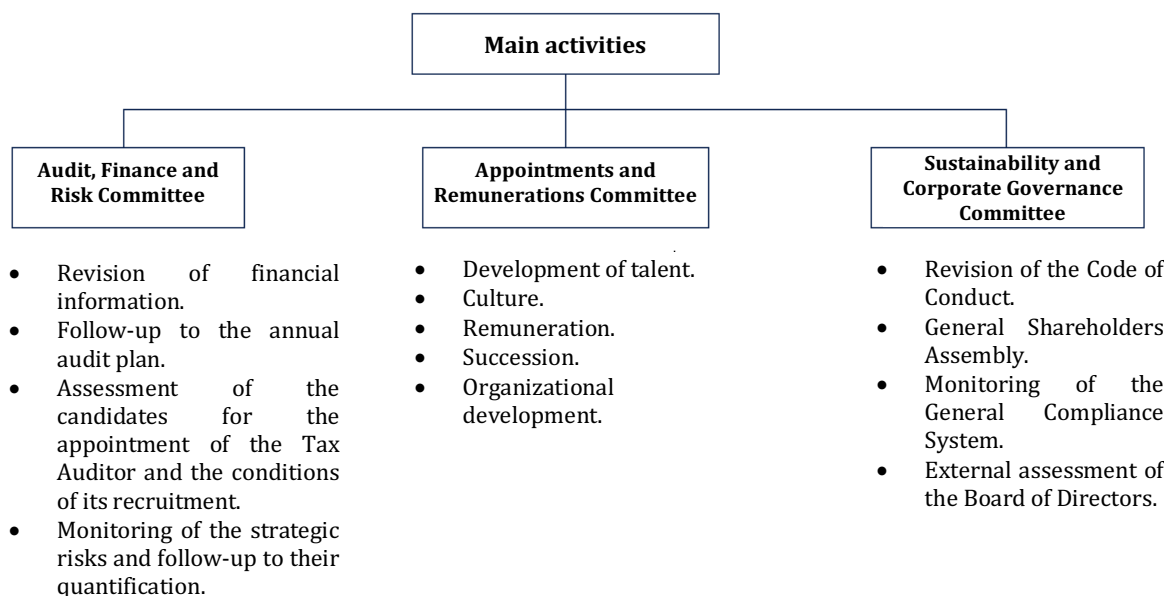 Main activities
Audit, Finance and
Risk Committee
Appointments and
Remunerations Committee
Sustainability and
Corporate Governance
Committee
• Revision of financial
information.
• Follow-up to the annual
audit plan.
• Assessment of the
candidates for the
appointment of the Tax
Auditor and the conditions
of its recruitment.
• Monitoring of the strategic
risks and follow-up to their
quantification.
• Development of talent.
• Culture.
• Remuneration.
• Succession.
• Organizational
development.
• Revision of the Code of
Conduct.
• General Shareholders
Assembly.
• Monitoring of the
General Compliance
System.
• External assessment of
the Board of Directors.